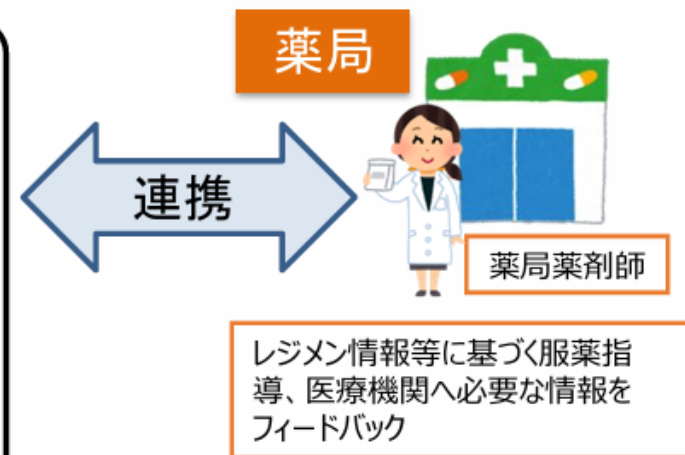 薬局
連携
薬局薬剤師
レジメン情報等に基づく服薬指
導、医療機関へ必要な情報を
フィードバック